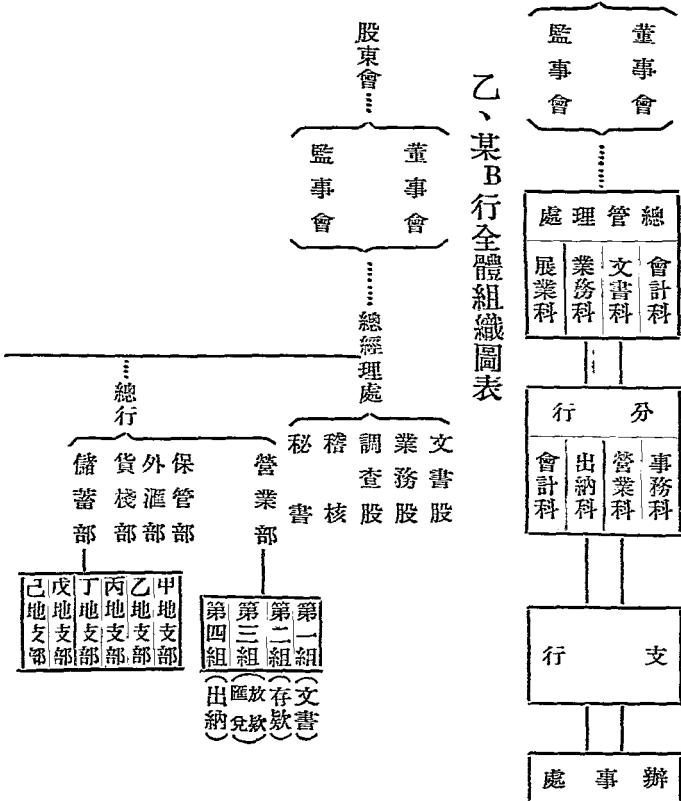 董事會
監事會
總管理處
會計科
文書科
業務科
展業科
分行
事務科
營業科
出納科
會計科
支行
辦事處
乙、某B行全體組織圖表
股東會……
董事會
監事會
……總經理處
文書股
業務股
調查股
稽核
秘書
……總行
營業部
保管部
外滙部
貨棧部
儲蓄部
第一組(文書)
第二組(存欵)
第三組(放欵匯兌)
第四組(出納)
甲地支部
乙地支部
丙地支部
丁地支部
戊地支部
己地支部